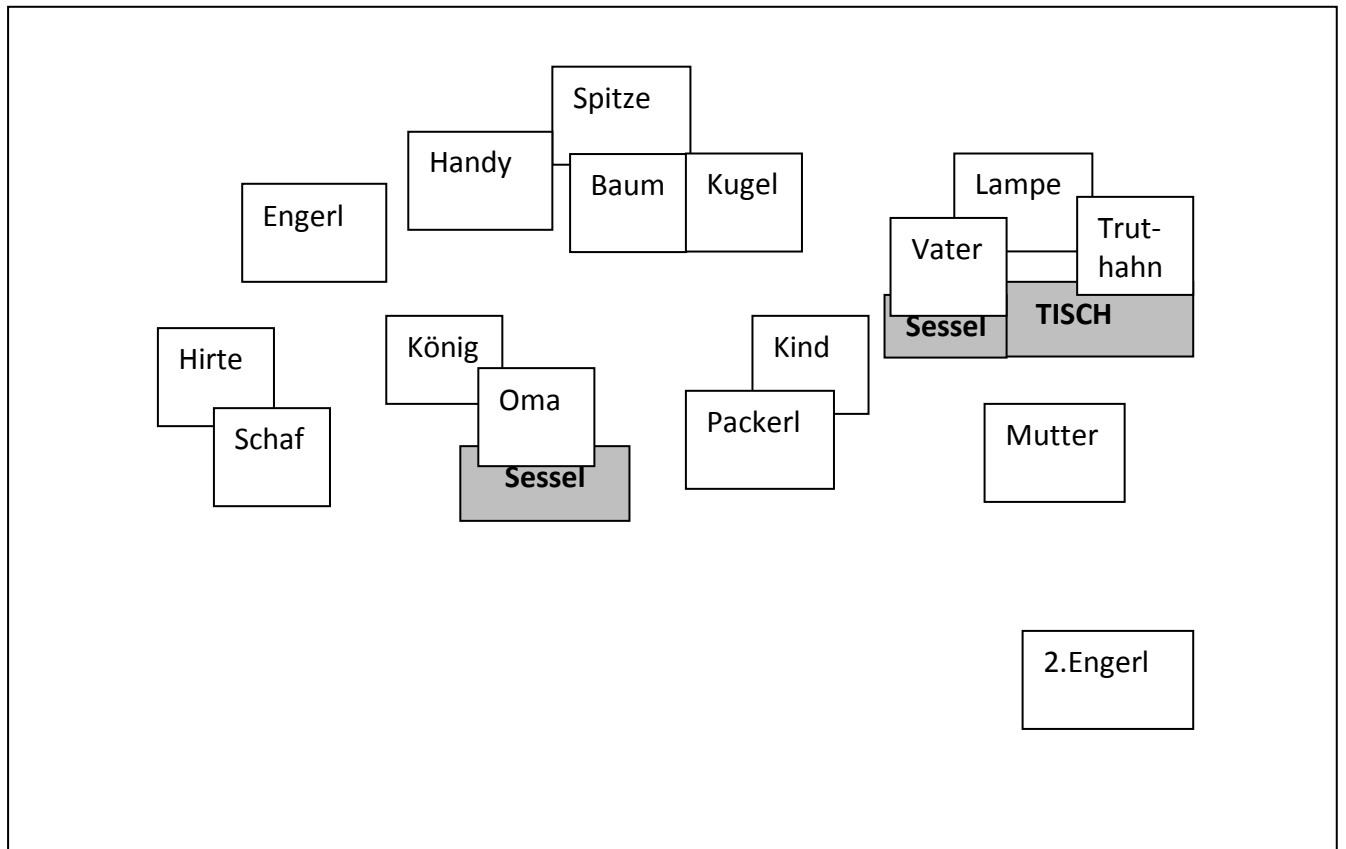 Spitze
Handy
Baum
Kugel
Lampe
Engerl
Trut-
hahn
Vater
Sessel
TISCH
Hirte
König
Kind
Oma
Packerl
Schaf
Mutter
Sessel
2.Engerl